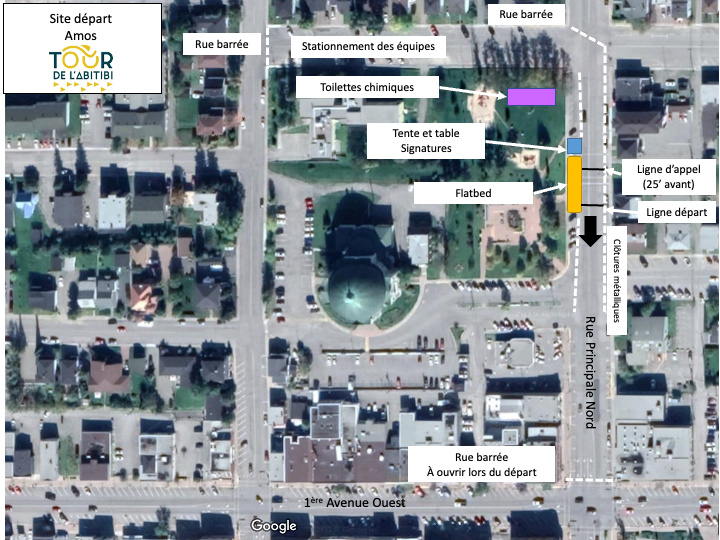 Site départ
Amos
TOUR
DE L'ABITIBI
Rue barrée
Rue barrée
Stationnement des équipes
Toilettes chimiques
Tente et table
Signatures
Flatbed
Ligne d'appel
(25' avant)
Ligne départ
Clôtures métalliques
Rue Principale Nord
Rue barrée
À ouvrir lors du départ
1ère Avenue Ouest
Google